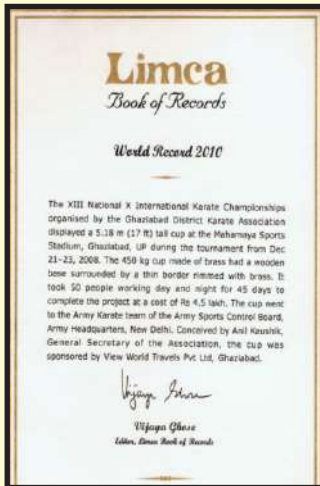 Limca
Book of Records
World Record 2010
The XIII National X International Karate Championships
organised by the Ghaziabad District Karate Association
displayed a 5.18 m (17 ft) tall cup at the Mahamaya Sports
Stadium, Ghaziabad, UP during the tournament from Dec
21-23, 2008. The 450 kg cup made of brass had a wooden
base surrounded by a thin border rimmed with brass. It
took 50 people working day and night for 45 days to
complete the project at a cost of Rs 4.5 lakh. The cup went
to the Army Karate team of the Army Sports Control Board,
Army Headquarters, New Delhi. Conceived by Anil Kaushik,
General Secretary of the Association, the cup was
sponsored by View World Travels Pvt Ltd, Ghaziabad.
Vijaya Ghose
Vijaya Ghose
Editor, Limca Book of Records